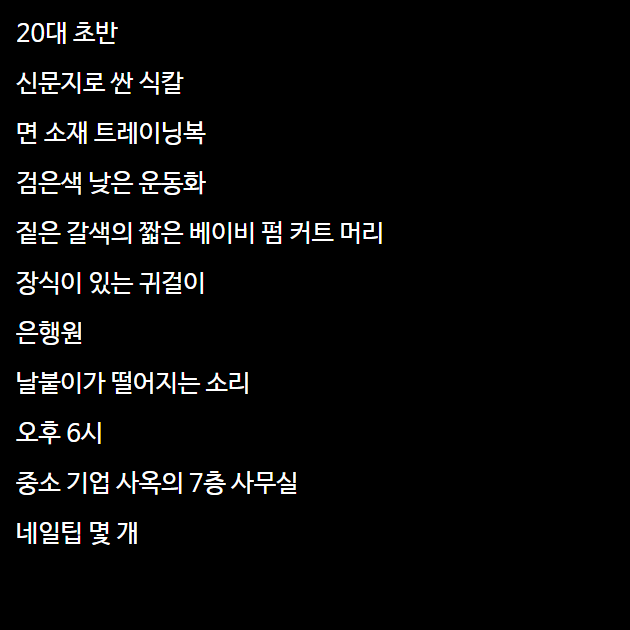 20대 초반
신문지로 싼 식칼
면 소재 트레이닝복
검은색 낮은 운동화
짙은 갈색의 짧은 베이비 펌 커트 머리
장식이 있는 귀걸이
은행원
날붙이가 떨어지는 소리
오후 6시
중소 기업 사옥의 7층 사무실
네일팁 몇 개